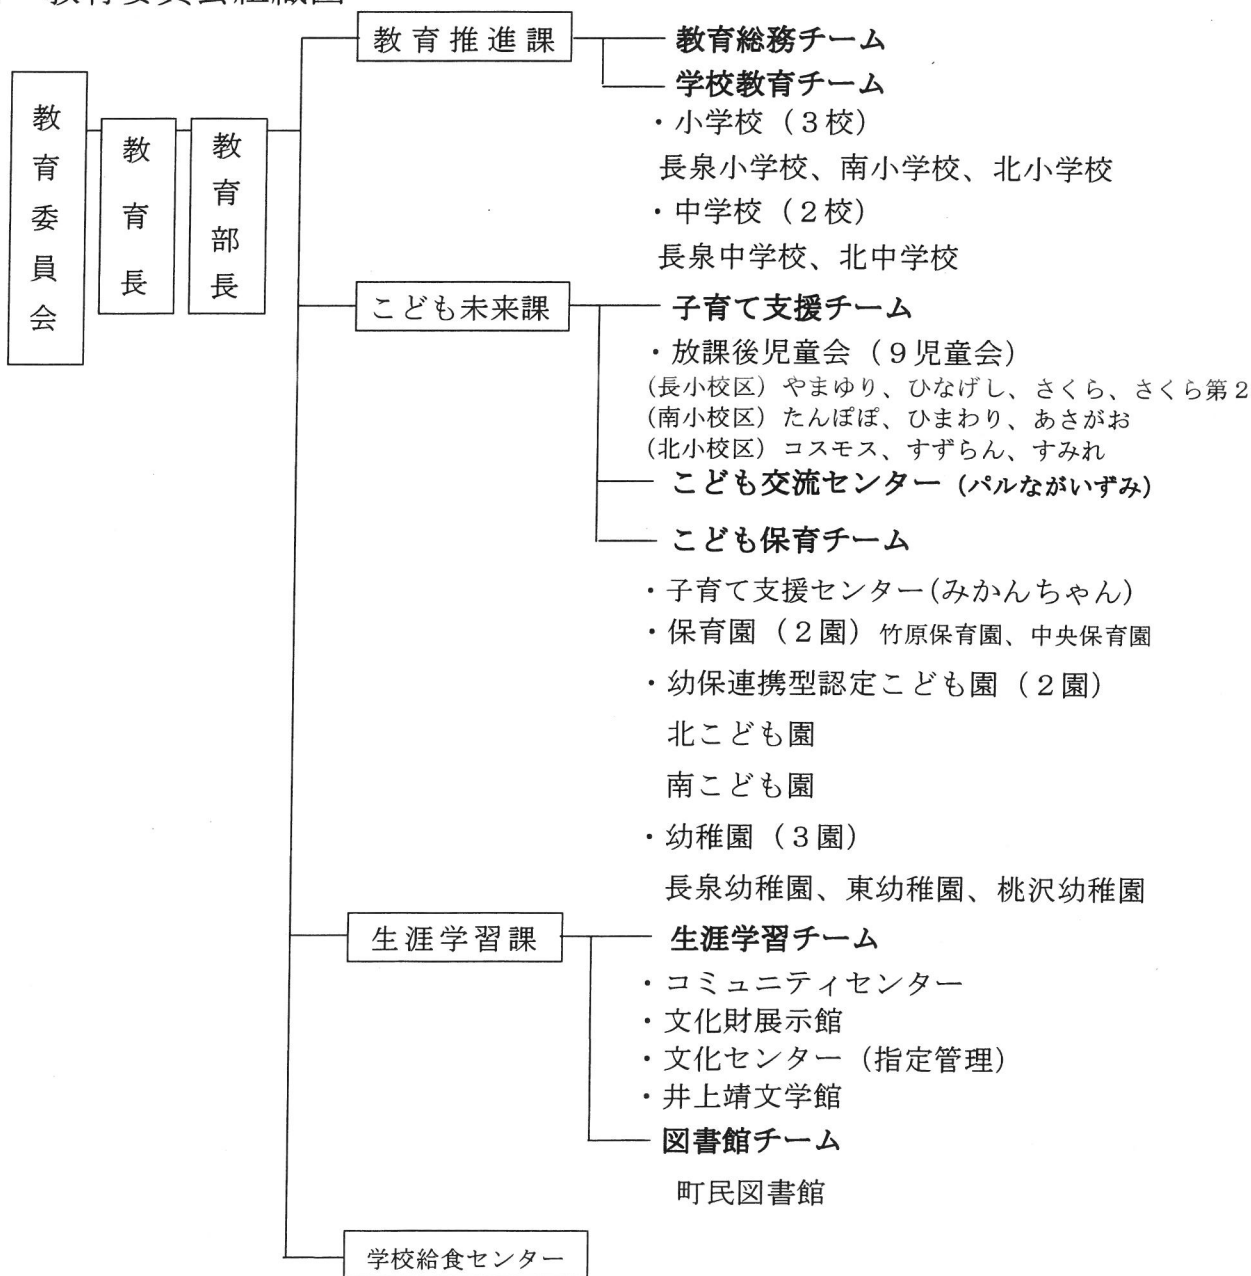 教育委員会組織図
教育委員会
教育長
教育部長
教育推進課
教育総務チーム
学校教育チーム
・小学校（3校）
長泉小学校、南小学校、北小学校
・中学校（2校）
長泉中学校、北中学校
こども未来課
子育て支援チーム
・放課後児童会（9児童会）
(長小校区) やまゆり、ひなげし、さくら、さくら第2
(南小校区) たんぽぽ、ひまわり、あさがお
(北小校区) コスモス、すずらん、すみれ
こども交流センター（パルながいずみ）
こども保育チーム
・子育て支援センター(みかんちゃん)
・保育園（2園）竹原保育園、中央保育園
・幼保連携型認定こども園（2園）
北こども園
南こども園
・幼稚園（3園）
長泉幼稚園、東幼稚園、桃沢幼稚園
生涯学習課
生涯学習チーム
・コミュニティセンター
・文化財展示館
・文化センター（指定管理）
・井上靖文学館
図書館チーム
町民図書館
学校給食センター